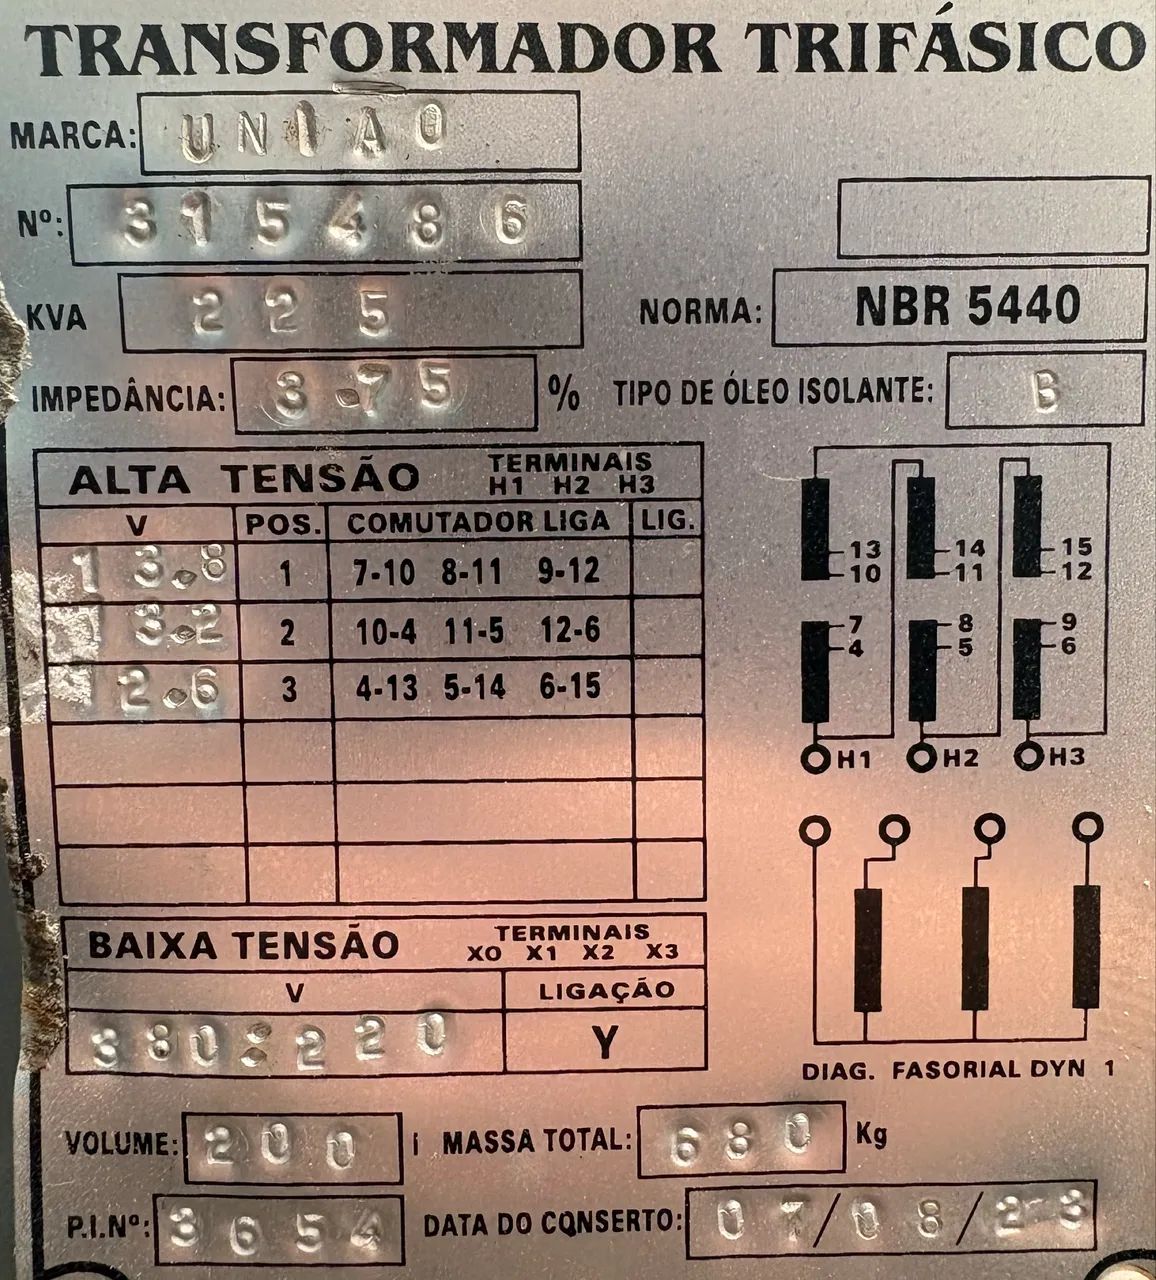 TRANSFORMADOR TRIFÁSICO
MARCA: UNIAO
Nº: 315486
KVA 225 NORMA: NBR 5440
IMPEDÂNCIA: 3.75 % TIPO DE ÓLEO ISOLANTE: B
ALTA TENSÃO TERMINAIS
H1 H2 H3
V POS. COMUTADOR LIGA LIG.
13.8 1 7-10 8-11 9-12
13.2 2 10-4 11-5 12-6
12.6 3 4-13 5-14 6-15
13 14 15
10 11 12
7 8 9
4 5 6
H1 H2 H3
BAIXA TENSÃO TERMINAIS
X0 X1 X2 X3
V LIGAÇÃO
380:220 Y
DIAG. FASORIAL DYN 1
VOLUME: 200 l MASSA TOTAL: 680 Kg
P.I.Nº: 3654 DATA DO CONSERTO: 07/08/23